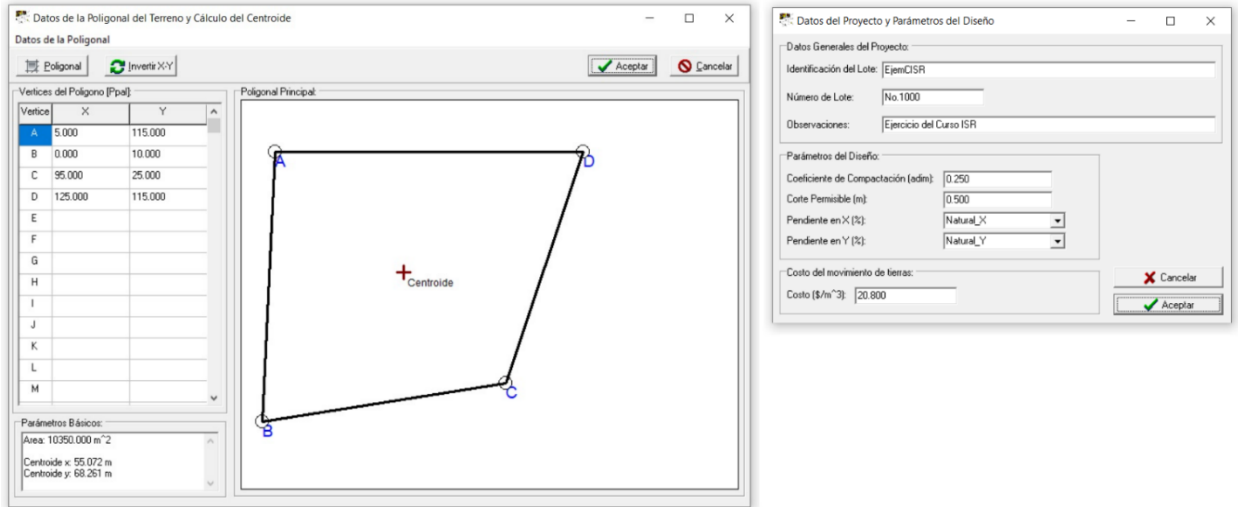 Datos de la Poligonal del Terreno y Cálculo del Centroide
Datos de la Poligonal
Poligonal
Invertir X-Y
Aceptar
Cancelar
Vertices del Poligono [Ppal]:
Vertice X Y
A 5.000 115.000
B 0.000 10.000
C 95.000 25.000
D 125.000 115.000
E
F
G
H
I
J
K
L
M
Parámetros Básicos:
Area: 10350.000 m^2
Centroide x: 55.072 m
Centroide y: 68.261 m
Poligonal Principal:
A
D
Centroide
C
B
Datos del Proyecto y Parámetros del Diseño
Datos Generales del Proyecto:
Identificación del Lote: EjemCISR
Número de Lote: No.1000
Observaciones: Ejercicio del Curso ISR
Parámetros del Diseño:
Coeficiente de Compactación (adim): 0.250
Corte Permisible (m): 0.500
Pendiente en X (%): Natural_X
Pendiente en Y (%): Natural_Y
Costo del movimiento de tierras:
Costo ($/m^3): 20.800
Cancelar
Aceptar